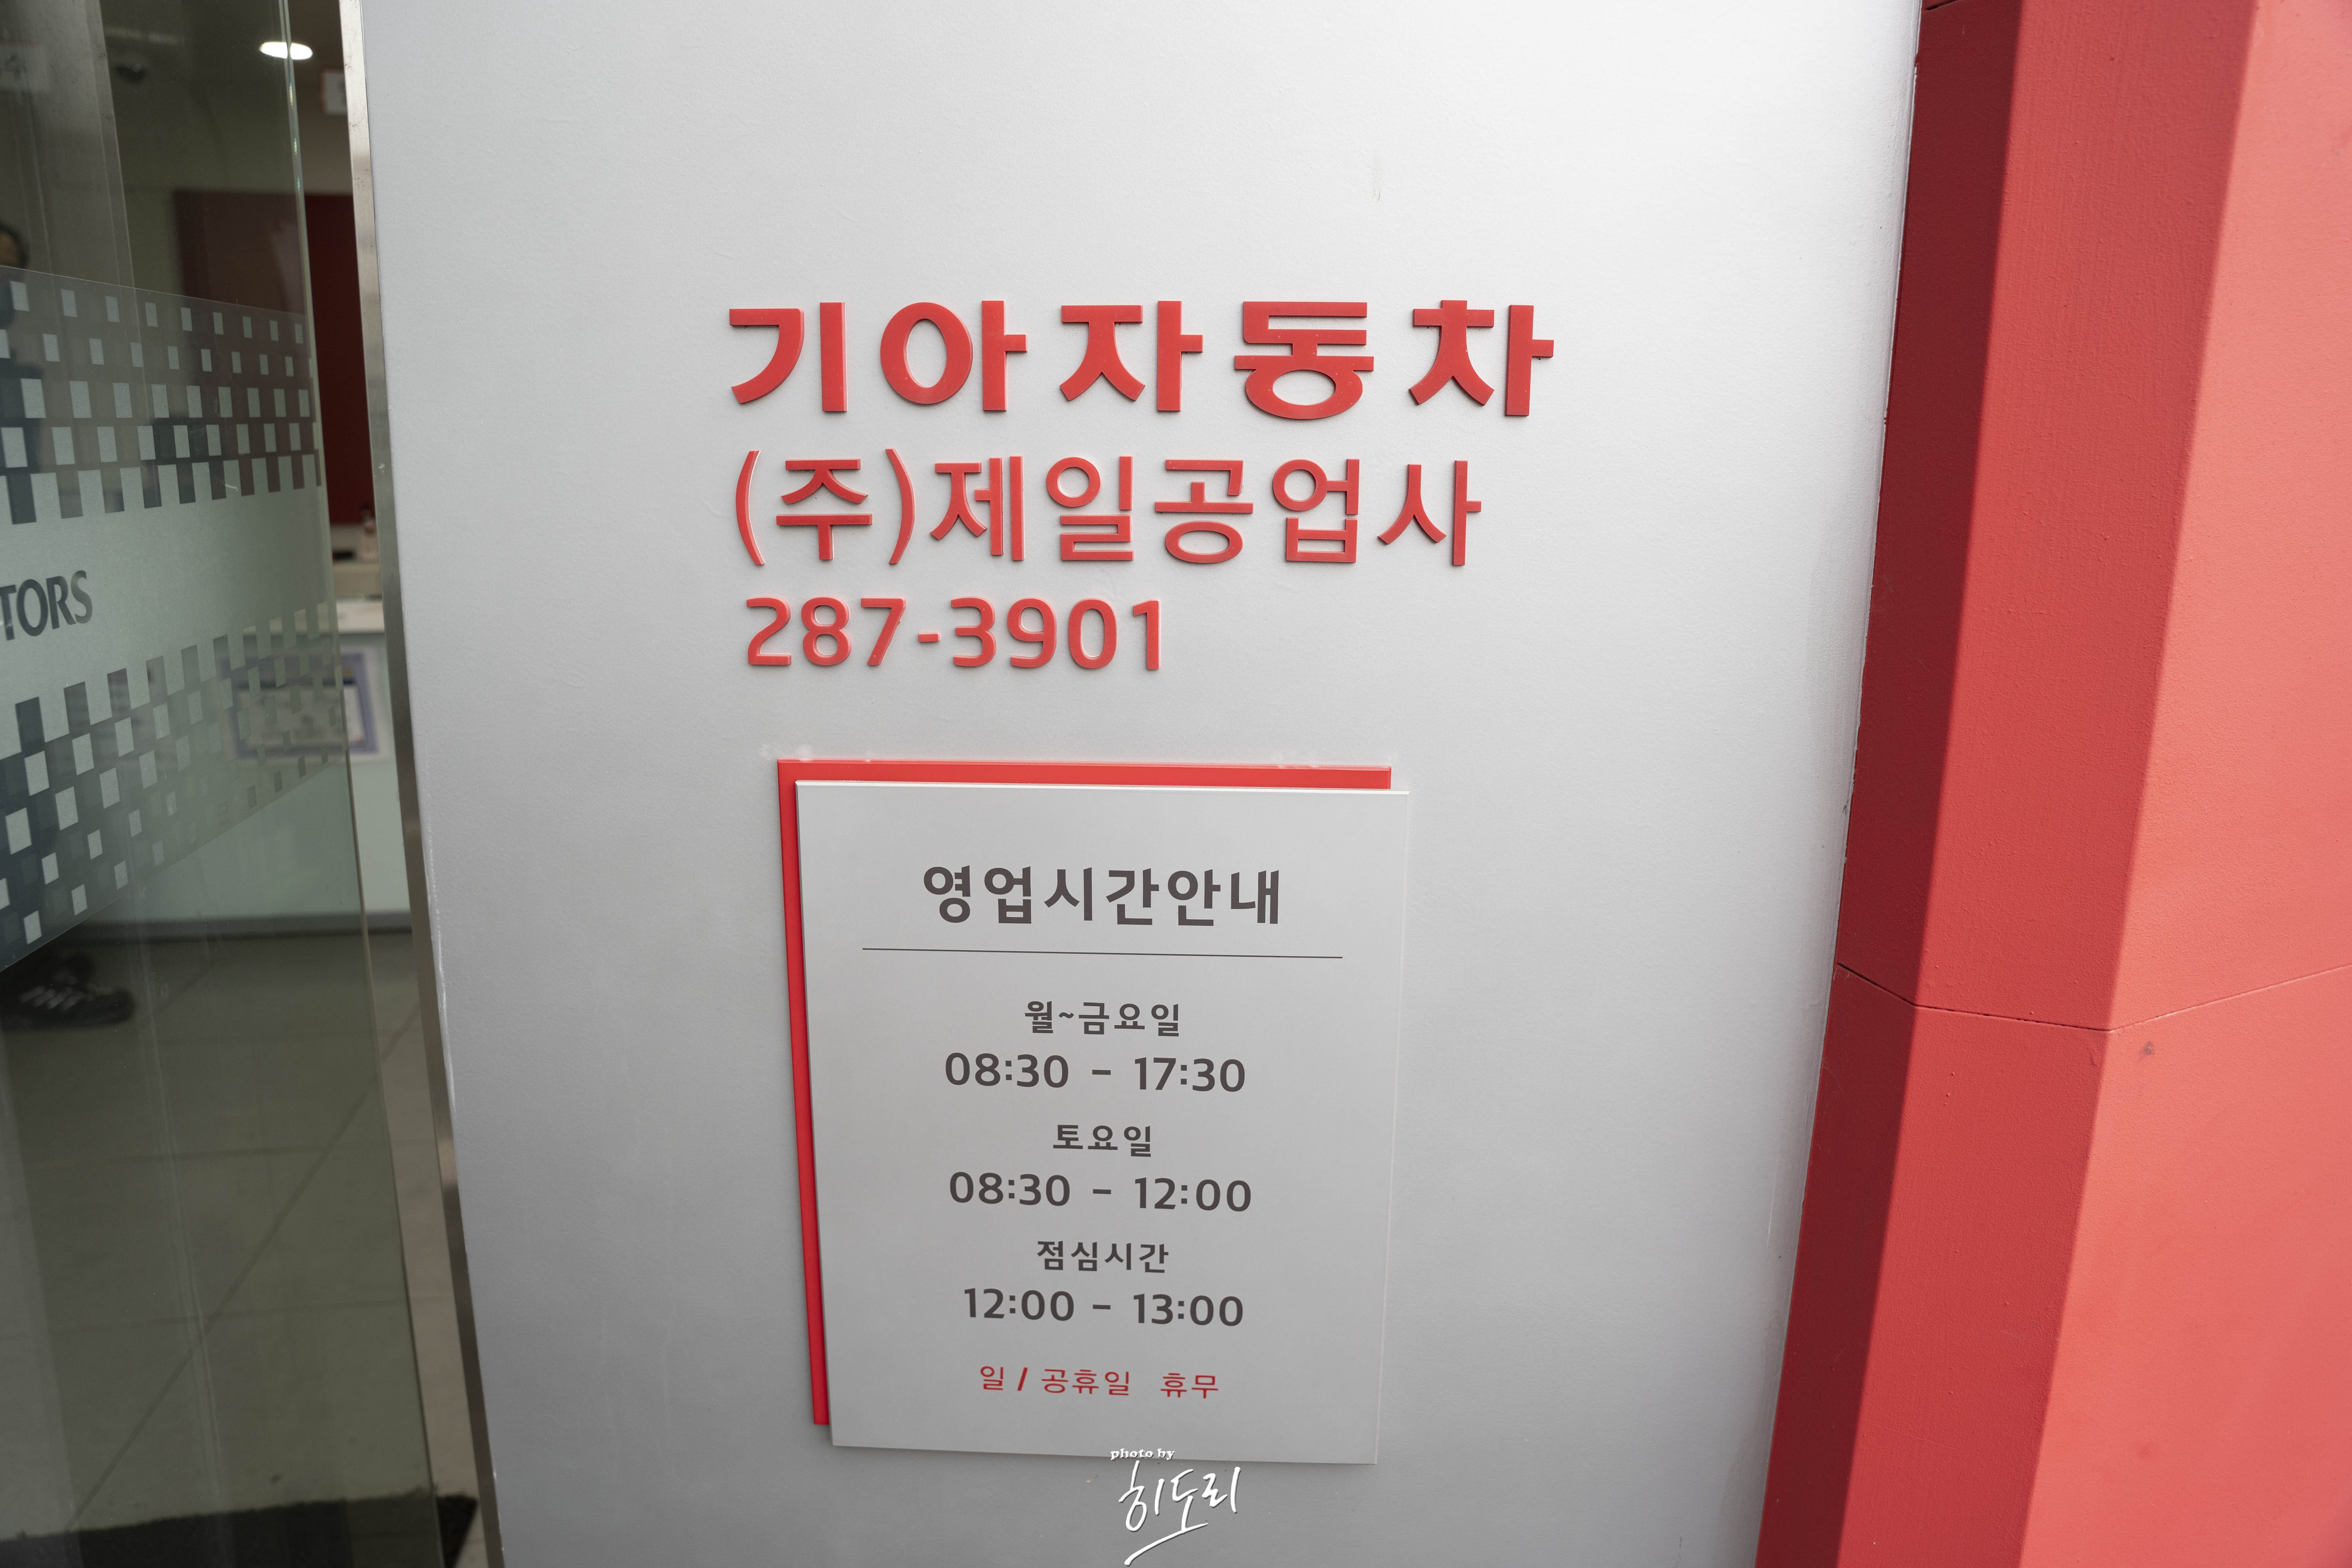 기아자동차
(주)제일공업사
287-3901
TORS
영업시간안내
월~금요일
08:30 - 17:30
토요일
08:30 - 12:00
점심시간
12:00 - 13:00
일 / 공휴일 휴무
photo by
히도리